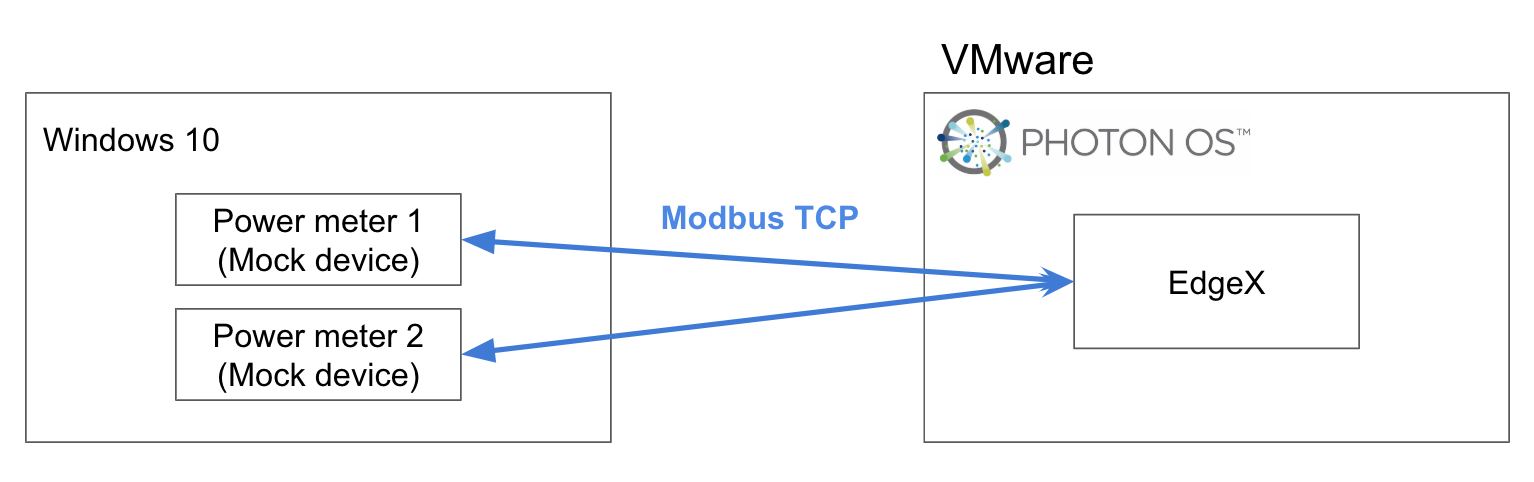 VMware
Windows 10
PHOTON OS™
Power meter 1
(Mock device)
Modbus TCP
EdgeX
Power meter 2
(Mock device)